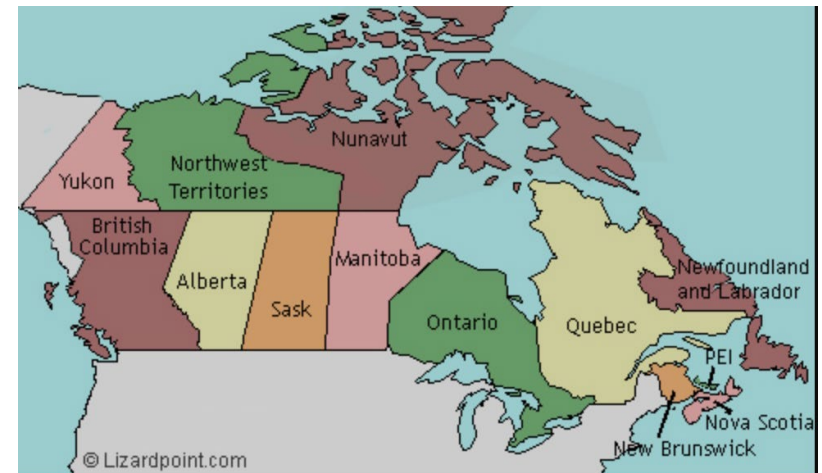 Nunavut
Northwest
Territories
Yukon
British
Columbia
Alberta
Sask
Manitoba
Ontario
Quebec
Newfoundland
and Labrador
PEI
Nova Scotia
New Brunswick
© Lizardpoint.com